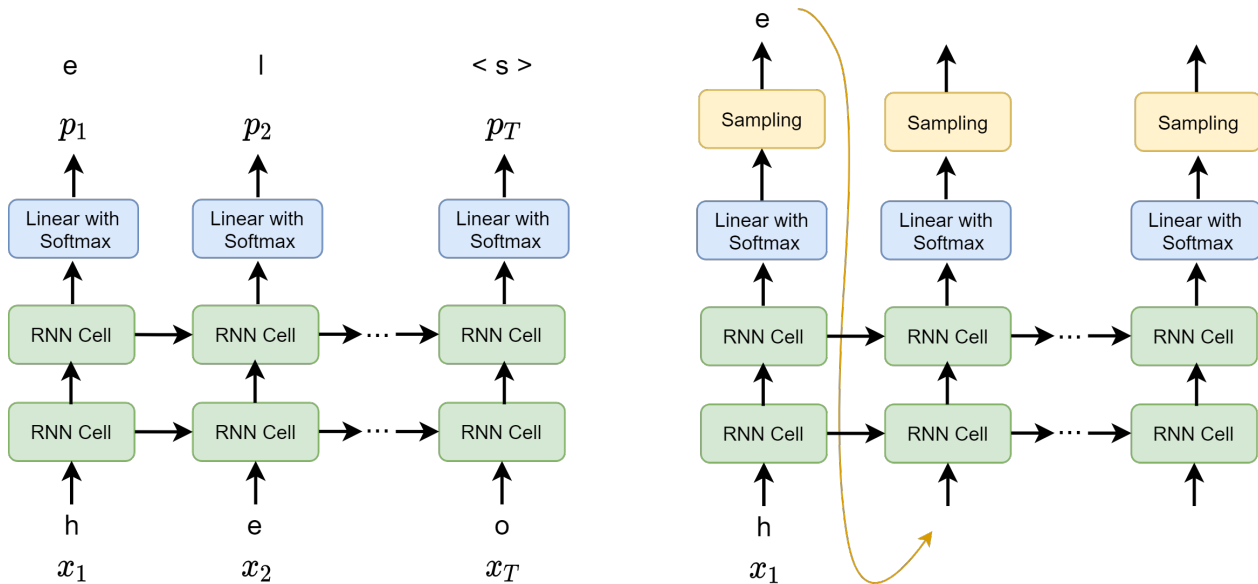 e l < s >
p₁ p₂ p_T
Linear with Softmax
Linear with Softmax
Linear with Softmax
RNN Cell RNN Cell ... RNN Cell
RNN Cell RNN Cell ... RNN Cell
h e o
x₁ x₂ x_T
e
Sampling Sampling Sampling
Linear with Softmax
Linear with Softmax
Linear with Softmax
RNN Cell RNN Cell ... RNN Cell
RNN Cell RNN Cell ... RNN Cell
h
x₁